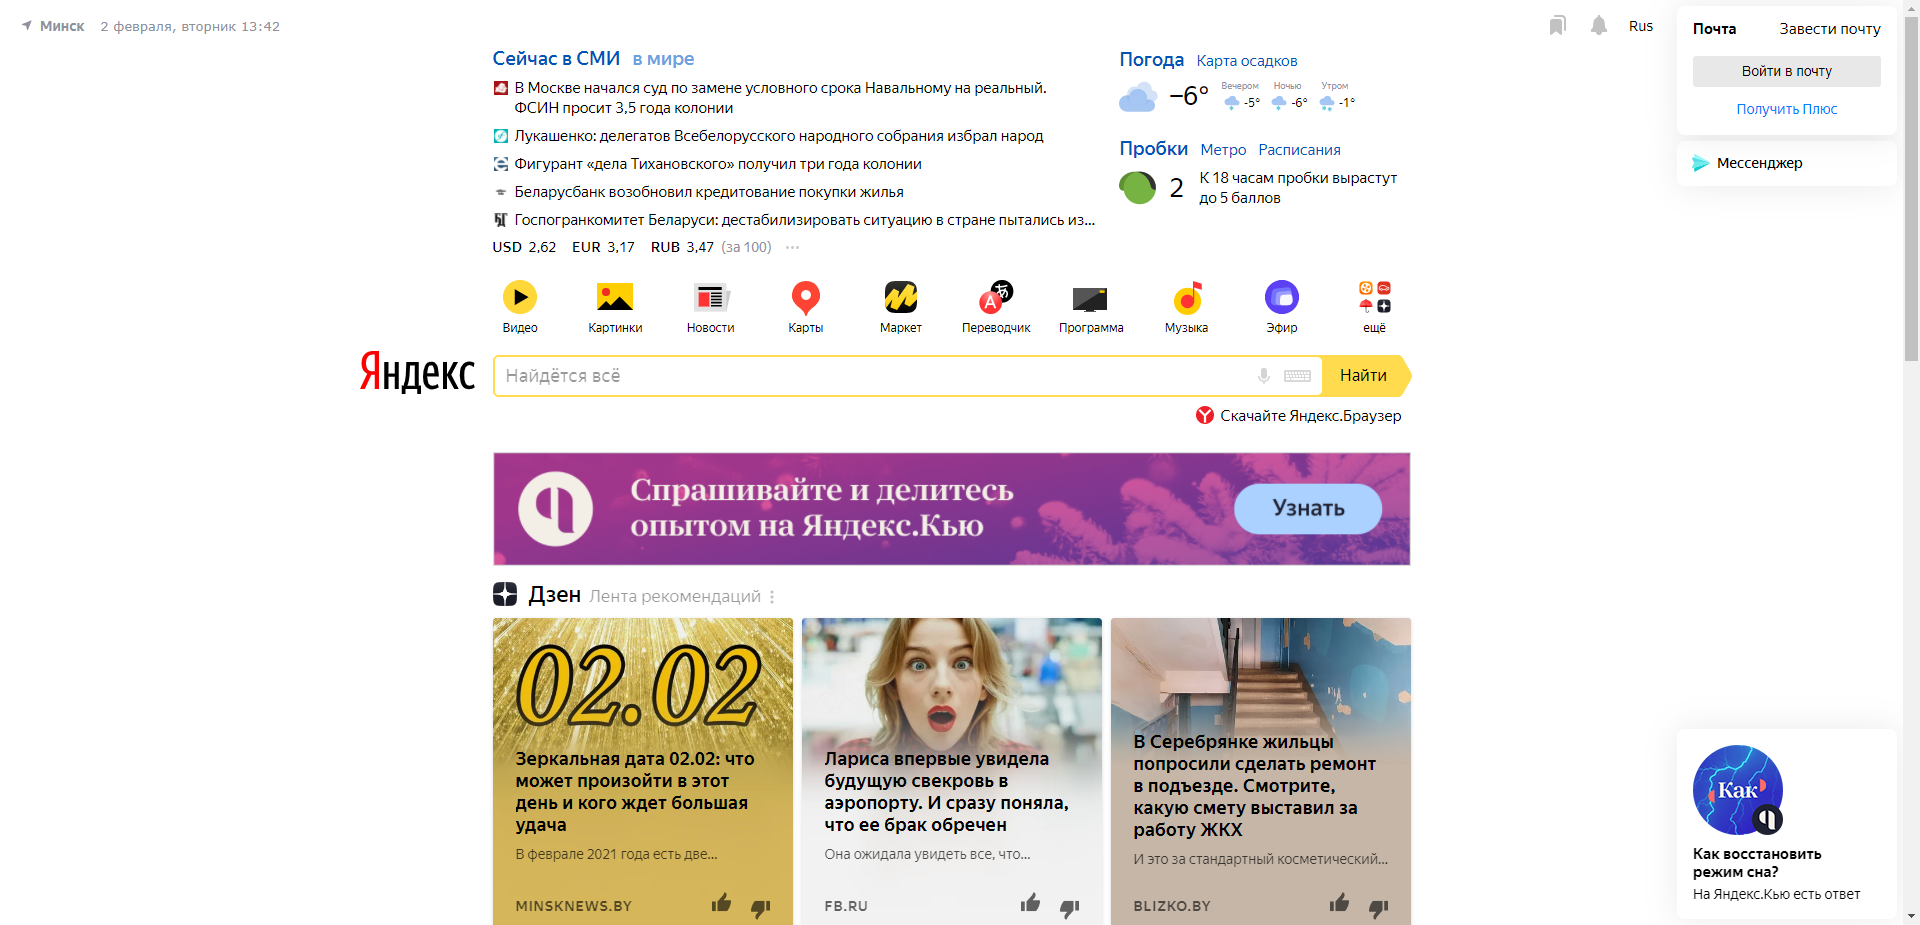 Минск 2 февраля, вторник 13:42
Rus
Почта Завести почту
Войти в почту
Получить Плюс
Мессенджер
Сейчас в СМИ в мире
В Москве начался суд по замене условного срока Навальному на реальный.
ФСИН просит 3,5 года колонии
Лукашенко: делегатов Всебелорусского народного собрания избрал народ
Фигурант «дела Тихановского» получил три года колонии
Беларусбанк возобновил кредитование покупки жилья
Госпогранкомитет Беларуси: дестабилизировать ситуацию в стране пытались из...
USD 2,62 EUR 3,17 RUB 3,47 (за 100) ...
Погода Карта осадков
−6° Вечером -5° Ночью -6° Утром -1°
Пробки Метро Расписания
2 К 18 часам пробки вырастут
до 5 баллов
Видео Картинки Новости Карты Маркет Переводчик Программа Музыка Эфир ещё
Яндекс
Найдётся всё
Найти
Скачайте Яндекс.Браузер
Спрашивайте и делитесь
опытом на Яндекс.Кью
Узнать
Дзен Лента рекомендаций
02.02
Зеркальная дата 02.02: что
может произойти в этот
день и кого ждет большая
удача
В феврале 2021 года есть две...
MINSKNEWS.BY
Лариса впервые увидела
будущую свекровь в
аэропорту. И сразу поняла,
что ее брак обречен
Она ожидала увидеть все, что...
FB.RU
В Серебрянке жильцы
попросили сделать ремонт
в подъезде. Смотрите,
какую смету выставил за
работу ЖКХ
И это за стандартный косметический...
BLIZKO.BY
Как
Как восстановить
режим сна?
На Яндекс.Кью есть ответ